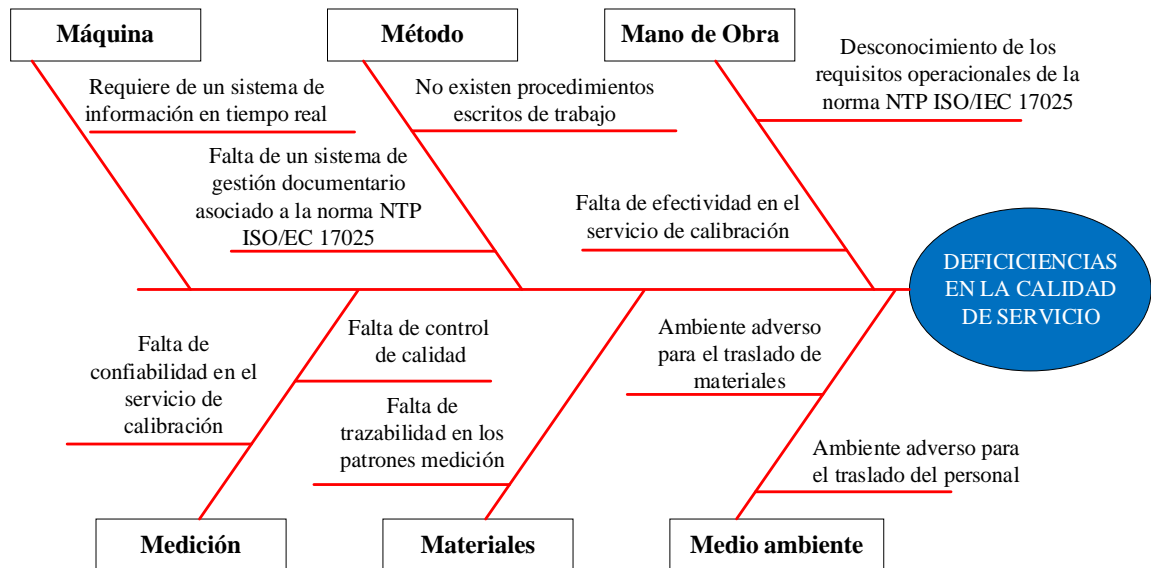 Máquina
Método
Mano de Obra
Requiere de un sistema de
información en tiempo real
No existen procedimientos
escritos de trabajo
Desconocimiento de los
requisitos operacionales de la
norma NTP ISO/IEC 17025
Falta de un sistema de
gestión documentario
asociado a la norma NTP
ISO/EC 17025
Falta de efectividad en el
servicio de calibración
DEFICICIENCIAS
EN LA CALIDAD
DE SERVICIO
Falta de
confiabilidad en el
servicio de
calibración
Falta de control
de calidad
Falta de
trazabilidad en los
patrones medición
Ambiente adverso
para el traslado de
materiales
Ambiente adverso para
el traslado del personal
Medición
Materiales
Medio ambiente